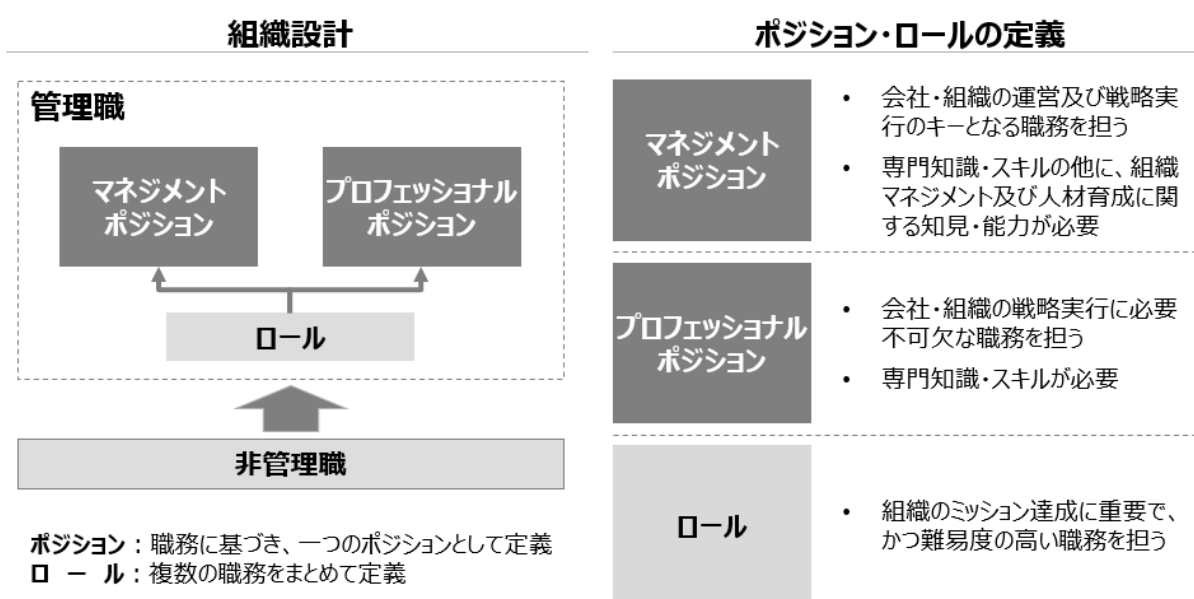 組織設計
管理職
マネジメント
ポジション
プロフェッショナル
ポジション
ロール
非管理職
ポジション：職務に基づき、一つのポジションとして定義
ロ ー ル：複数の職務をまとめて定義
ポジション・ロールの定義
マネジメント
ポジション
• 会社・組織の運営及び戦略実
行のキーとなる職務を担う
• 専門知識・スキルの他に、組織
マネジメント及び人材育成に関
する知見・能力が必要
プロフェッショナル
ポジション
• 会社・組織の戦略実行に必要
不可欠な職務を担う
• 専門知識・スキルが必要
ロール
• 組織のミッション達成に重要で、
かつ難易度の高い職務を担う